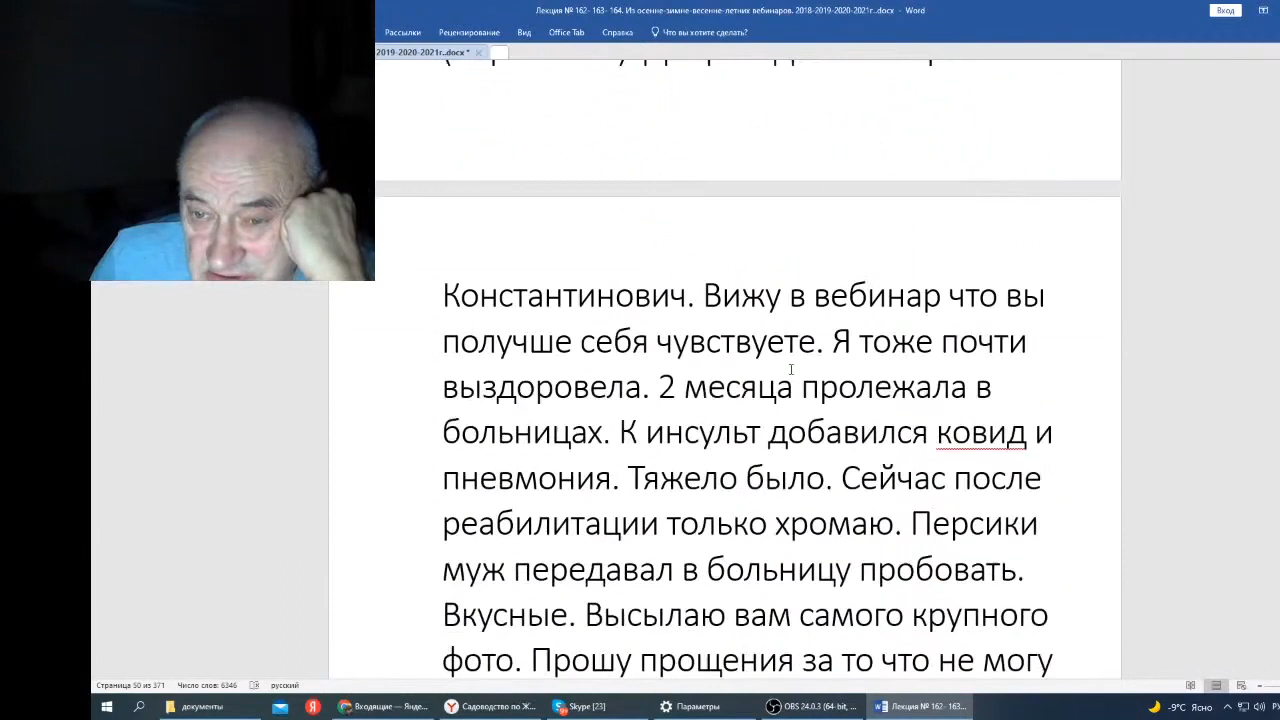 Лекция № 162- 163- 164. Из осенне-зимне-весенне-летних вебинаров. 2018-2019-2020-2021г..docx - Word
Вход
Рассылки Рецензирование Вид Office Tab Справка Что вы хотите сделать?
2019-2020-2021г..docx *
Константинович. Вижу в вебинар что вы
получше себя чувствуете. Я тоже почти
выздоровела. 2 месяца пролежала в
больницах. К инсульт добавился ковид и
пневмония. Тяжело было. Сейчас после
реабилитации только хромаю. Персики
муж передавал в больницу пробовать.
Вкусные. Высылаю вам самого крупного
фото. Прошу прощения за то что не могу
Страница 50 из 371 Число слов: 6346 русский
документы Входящие — Янде... Садоводство по Ж... Skype [23] Параметры OBS 24.0.3 (64-bit, ... Лекция № 162- 163... -9°C Ясно
99+